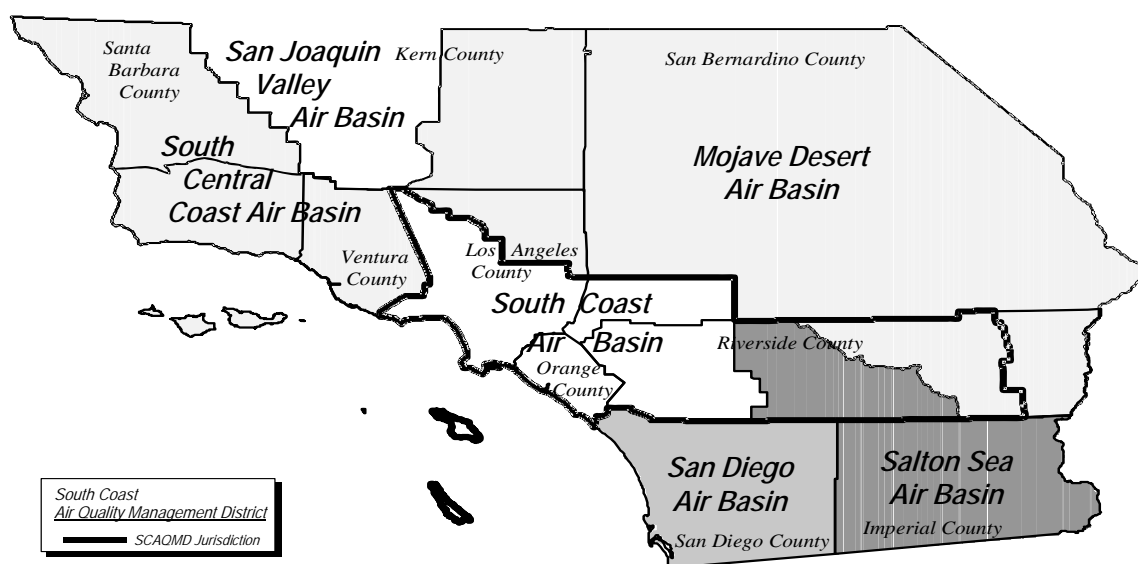 Santa
Barbara
County
San Joaquin
Valley
Air Basin
Kern County
San Bernardino County
South
Central
Coast Air Basin
Mojave Desert
Air Basin
Ventura
County
Los Angeles
County
South Coast
Air Basin
Orange
County
Riverside County
San Diego
Air Basin
San Diego County
Salton Sea
Air Basin
Imperial County
South Coast
Air Quality Management District
SCAQMD Jurisdiction